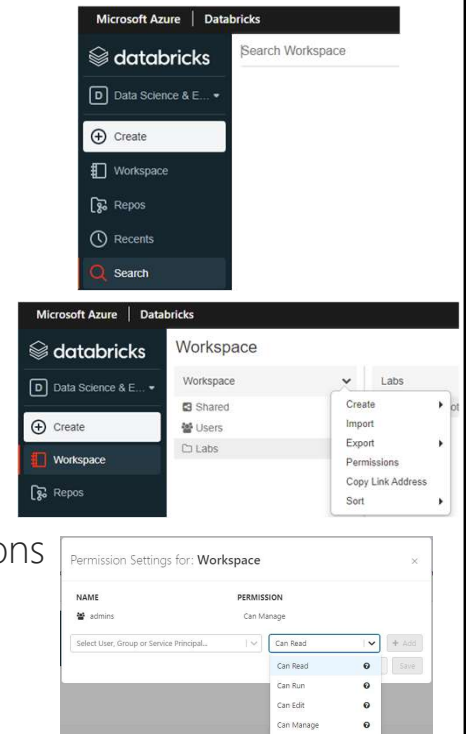 Microsoft Azure | Databricks
databricks
Search Workspace
D Data Science & E...
Create
Workspace
Repos
Recents
Search
Microsoft Azure | Databricks
databricks
Workspace
D Data Science & E...
Workspace
Labs
Create
Shared
Users
Labs
Workspace
Repos
Create
Import
Export
Permissions
Copy Link Address
Sort
ons
Permission Settings for: Workspace
NAME PERMISSION
admins Can Manage
Select User, Group or Service Principal... Can Read + Add
Can Read
Save
Can Run
Can Edit
Can Manage